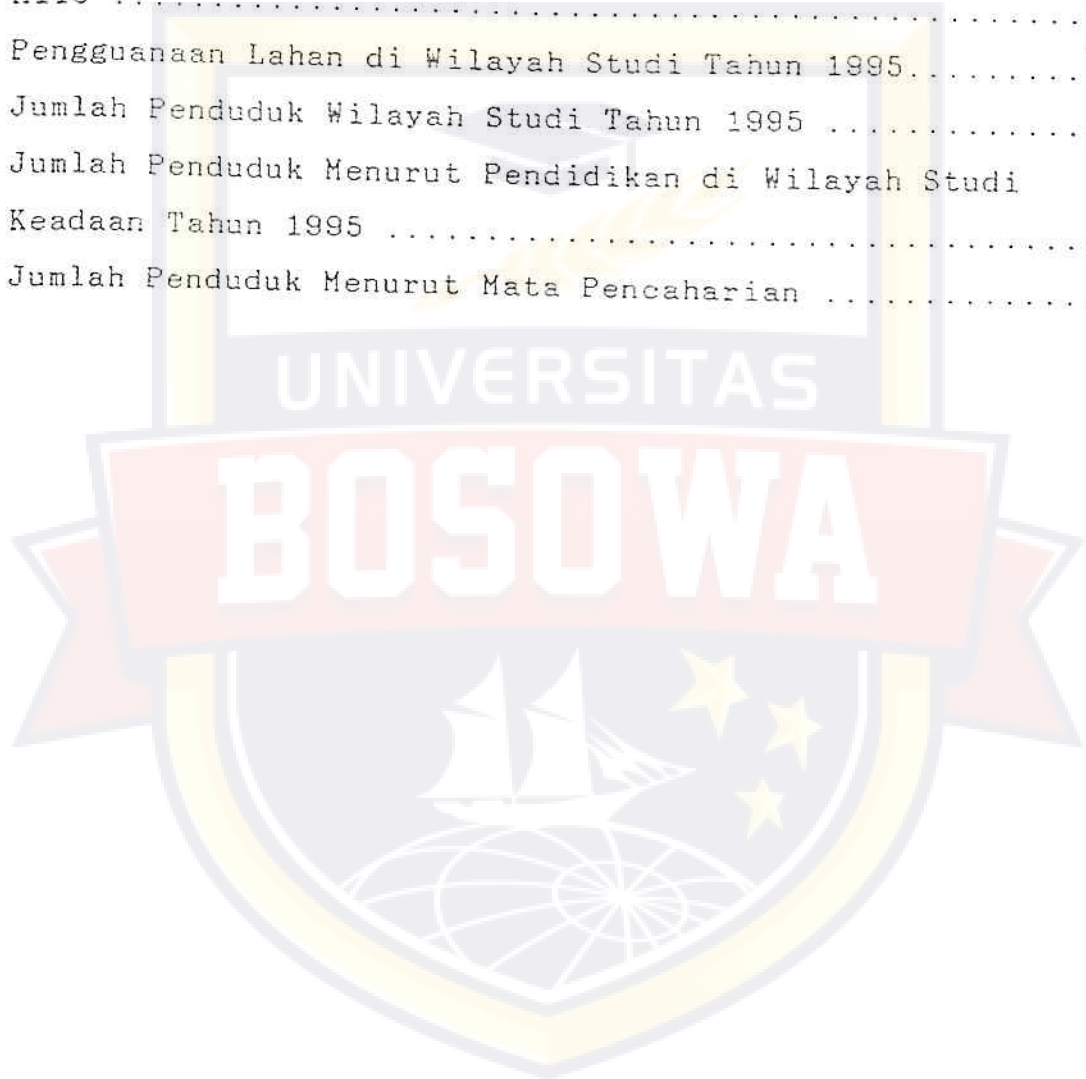 Pengguanaan Lahan di Wilayah Studi Tahun 1995.........
Jumlah Penduduk Wilayah Studi Tahun 1995 .............
Jumlah Penduduk Menurut Pendidikan di Wilayah Studi
Keadaan Tahun 1995 ...................................
Jumlah Penduduk Menurut Mata Pencaharian .............
UNIVERSITAS
BOSOWA